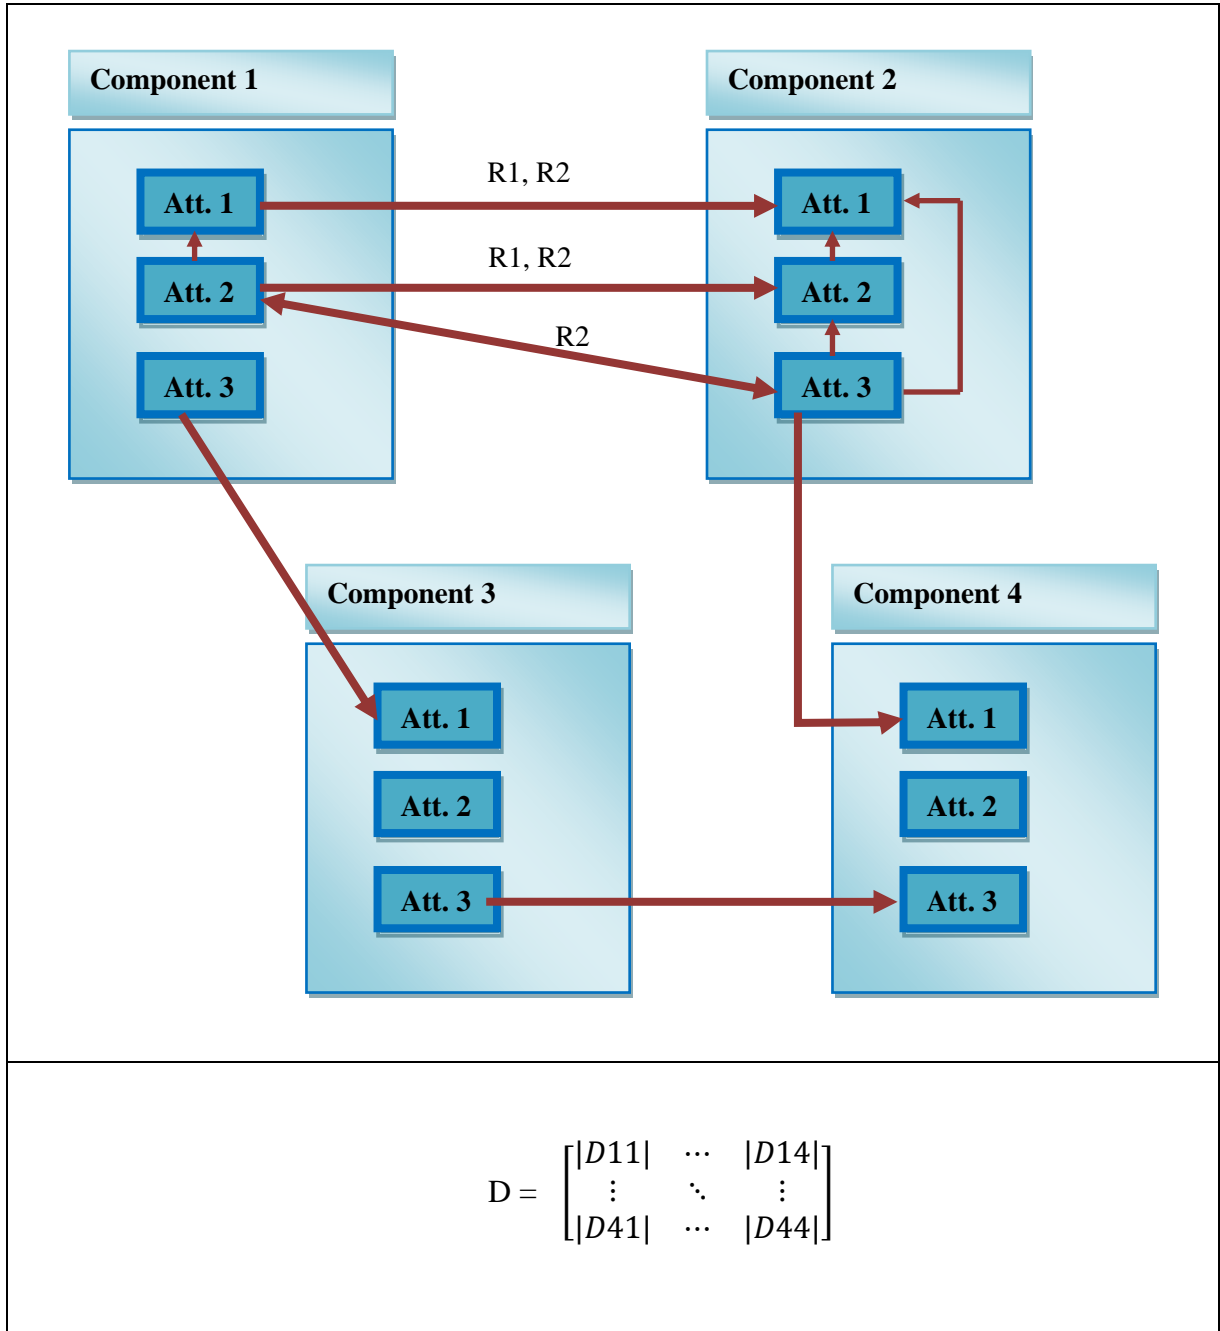 Component 1
Component 2
R1, R2
Att. 1
Att. 1
R1, R2
Att. 2
Att. 2
R2
Att. 3
Att. 3
Component 3
Component 4
Att. 1
Att. 1
Att. 2
Att. 2
Att. 3
Att. 3
|D11| ⋯ |D14|
D = ⋮ ⋱ ⋮
|D41| ⋯ |D44|